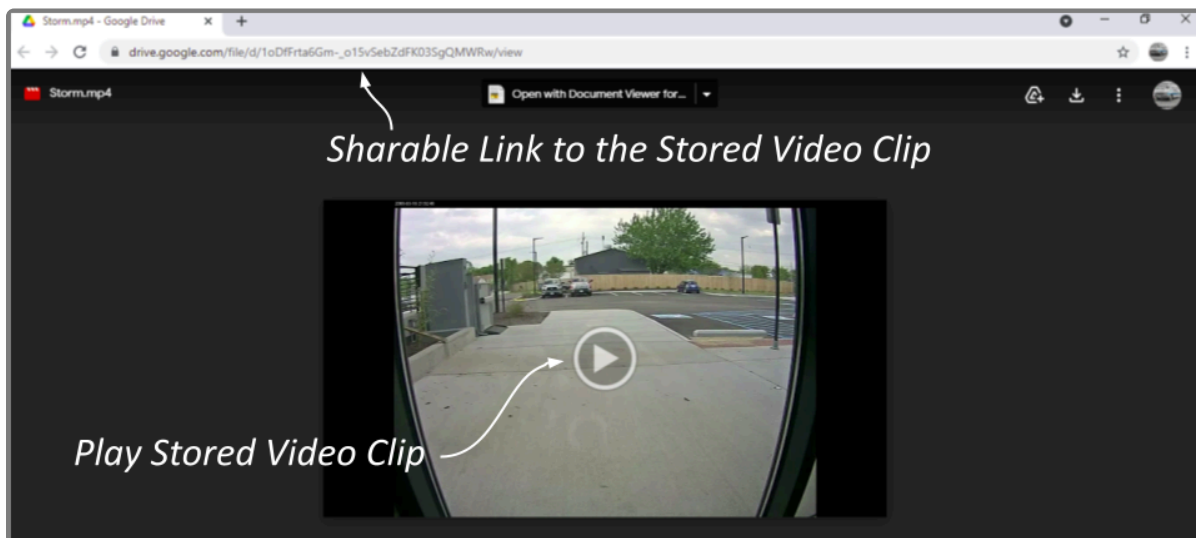 Storm.mp4 - Google Drive
drive.google.com/file/d/1oDfFrta6Gm-_o15vSebZdFK03SgQMWRw/view
Storm.mp4
Open with Document Viewer for...
Sharable Link to the Stored Video Clip
Play Stored Video Clip